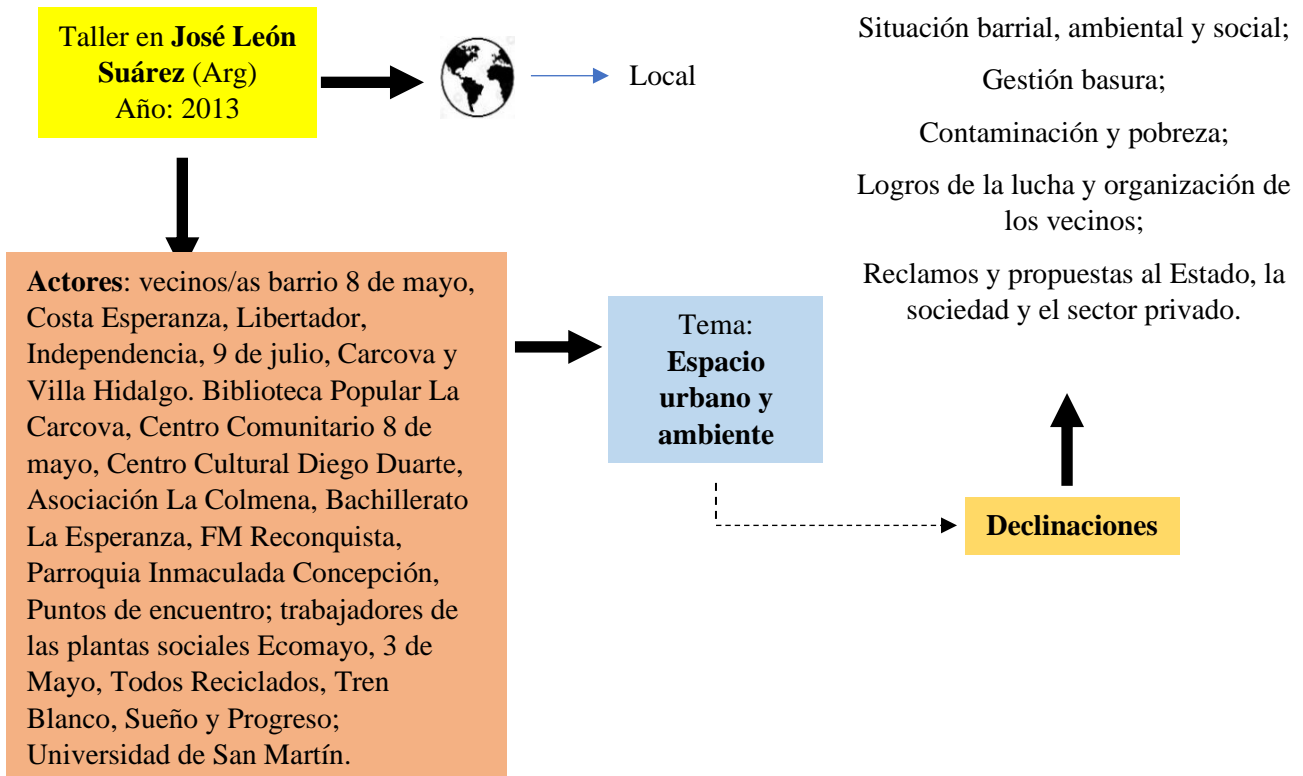 Taller en José León
Suárez (Arg)
Año: 2013
Local
Situación barrial, ambiental y social;
Gestión basura;
Contaminación y pobreza;
Logros de la lucha y organización de
los vecinos;
Reclamos y propuestas al Estado, la
sociedad y el sector privado.
Actores: vecinos/as barrio 8 de mayo,
Costa Esperanza, Libertador,
Independencia, 9 de julio, Carcova y
Villa Hidalgo. Biblioteca Popular La
Carcova, Centro Comunitario 8 de
mayo, Centro Cultural Diego Duarte,
Asociación La Colmena, Bachillerato
La Esperanza, FM Reconquista,
Parroquia Inmaculada Concepción,
Puntos de encuentro; trabajadores de
las plantas sociales Ecomayo, 3 de
Mayo, Todos Reciclados, Tren
Blanco, Sueño y Progreso;
Universidad de San Martín.
Tema:
Espacio
urbano y
ambiente
Declinaciones